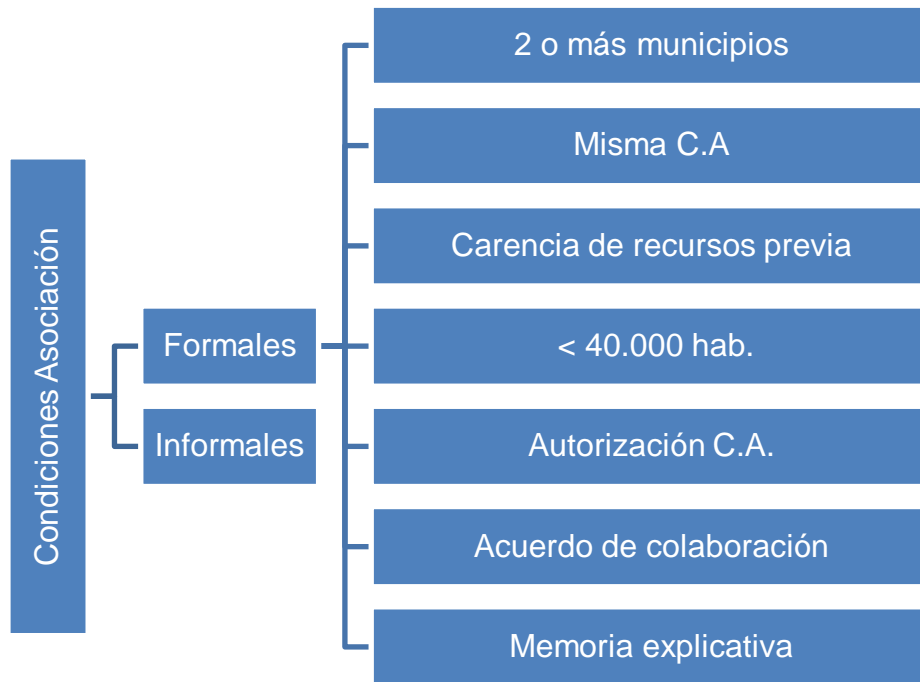 Condiciones Asociación
Formales
Informales
2 o más municipios
Misma C.A
Carencia de recursos previa
< 40.000 hab.
Autorización C.A.
Acuerdo de colaboración
Memoria explicativa